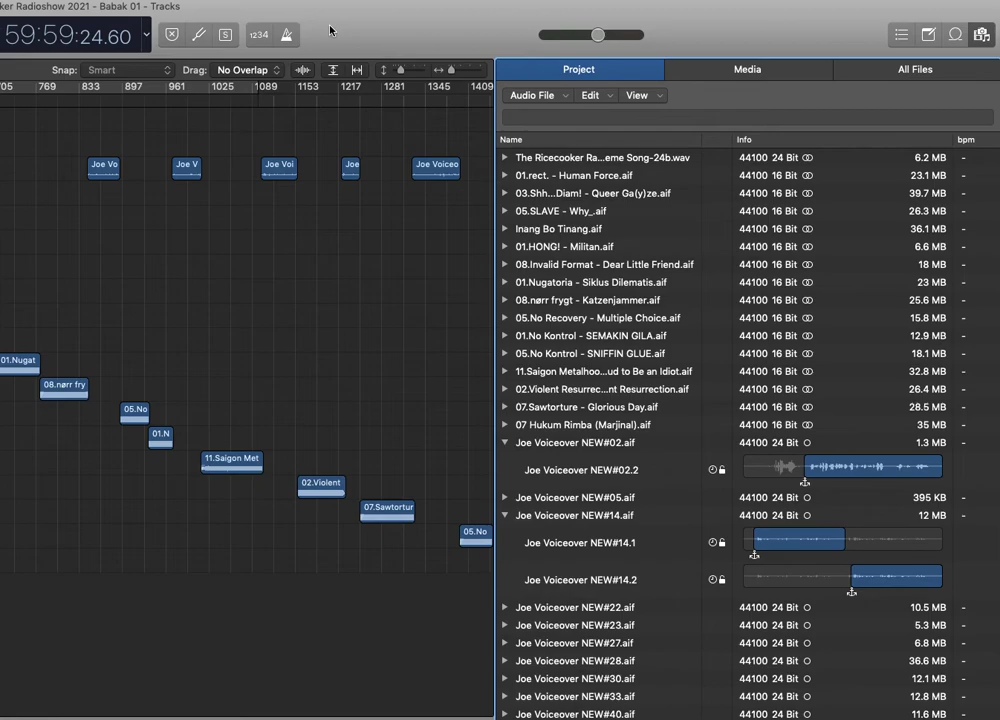 ker Radioshow 2021 - Babak 01 - Tracks
59:59:24.60
S
1234
Snap: Smart
Drag: No Overlap
Project
Media
All Files
705 769 833 897 961 1025 1089 1153 1217 1281 1345 1409
Audio File Edit View
Name Info bpm
Joe Vo
Joe V
Joe Voi
Joe
Joe Voiceo
01.Nugat
08.nørr fry
05.No
01.N
11.Saigon Met
02.Violent
07.Sawtortur
05.No
The Ricecooker Ra...eme Song-24b.wav 44100 24 Bit 6.2 MB -
01.rect. - Human Force.aif 44100 16 Bit 23.1 MB -
03.Shh...Diam! - Queer Ga(y)ze.aif 44100 16 Bit 39.7 MB -
05.SLAVE - Why_.aif 44100 16 Bit 26.3 MB -
Inang Bo Tinang.aif 44100 16 Bit 36.1 MB -
01.HONG! - Militan.aif 44100 16 Bit 6.6 MB -
08.Invalid Format - Dear Little Friend.aif 44100 16 Bit 18 MB -
01.Nugatoria - Siklus Dilematis.aif 44100 16 Bit 23 MB -
08.nørr frygt - Katzenjammer.aif 44100 16 Bit 25.6 MB -
05.No Recovery - Multiple Choice.aif 44100 16 Bit 15.8 MB -
01.No Kontrol - SEMAKIN GILA.aif 44100 16 Bit 12.9 MB -
05.No Kontrol - SNIFFIN GLUE.aif 44100 16 Bit 18.1 MB -
11.Saigon Metalhoo...ud to Be an Idiot.aif 44100 16 Bit 32.8 MB -
02.Violent Resurrec...nt Resurrection.aif 44100 16 Bit 26.4 MB -
07.Sawtorture - Glorious Day.aif 44100 16 Bit 28.5 MB -
07 Hukum Rimba (Marjinal).aif 44100 16 Bit 35 MB -
Joe Voiceover NEW#02.aif 44100 24 Bit 1.3 MB -
Joe Voiceover NEW#02.2
Joe Voiceover NEW#05.aif 44100 24 Bit 395 KB -
Joe Voiceover NEW#14.aif 44100 24 Bit 12 MB -
Joe Voiceover NEW#14.1
Joe Voiceover NEW#14.2
Joe Voiceover NEW#22.aif 44100 24 Bit 10.5 MB -
Joe Voiceover NEW#23.aif 44100 24 Bit 5.3 MB -
Joe Voiceover NEW#27.aif 44100 24 Bit 6.8 MB -
Joe Voiceover NEW#28.aif 44100 24 Bit 36.6 MB -
Joe Voiceover NEW#30.aif 44100 24 Bit 12.1 MB -
Joe Voiceover NEW#33.aif 44100 24 Bit 12.8 MB -
Joe Voiceover NEW#40.aif 44100 24 Bit 11.6 MB -